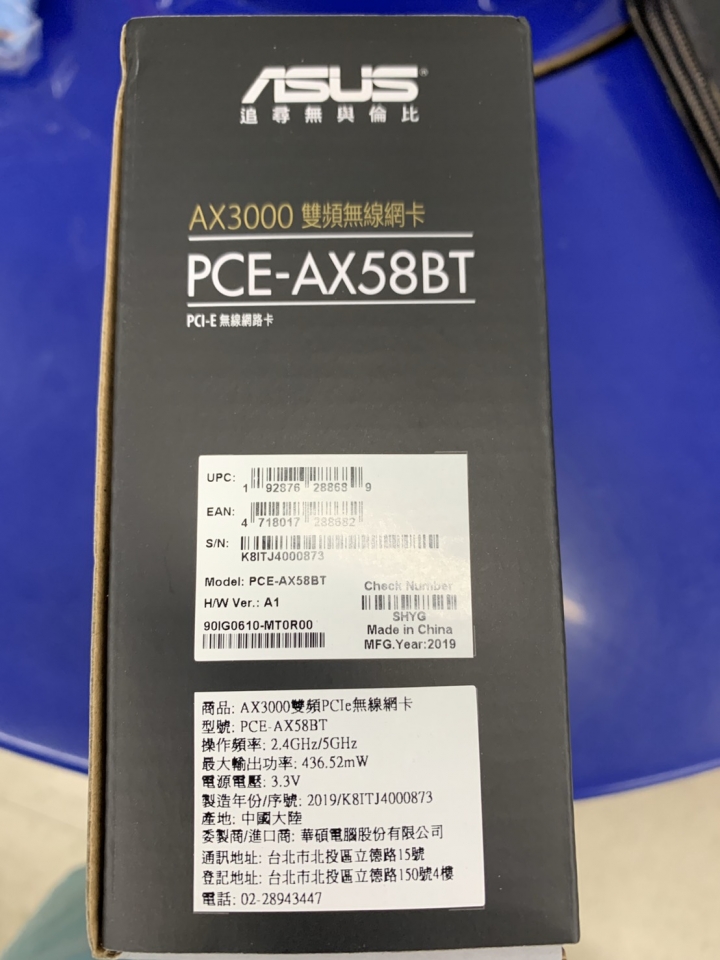 ASUS®
追尋無與倫比
AX3000 雙頻無線網卡
PCE-AX58BT
PCI-E 無線網路卡
UPC: 1 92876 28868 9
EAN: 4 718017 288682
S/N:
K8ITJ4000873
Model: PCE-AX58BT
H/W Ver.: A1
90IG0610-MT0R00
Check Number
SHYG
Made in China
MFG.Year:2019
商品: AX3000雙頻PCIe無線網卡
型號: PCE-AX58BT
操作頻率: 2.4GHz/5GHz
最大輸出功率: 436.52mW
電源電壓: 3.3V
製造年份/序號: 2019/K8ITJ4000873
產地: 中國大陸
委製商/進口商: 華碩電腦股份有限公司
通訊地址: 台北市北投區立德路15號
登記地址: 台北市北投區立德路150號4樓
電話: 02-28943447